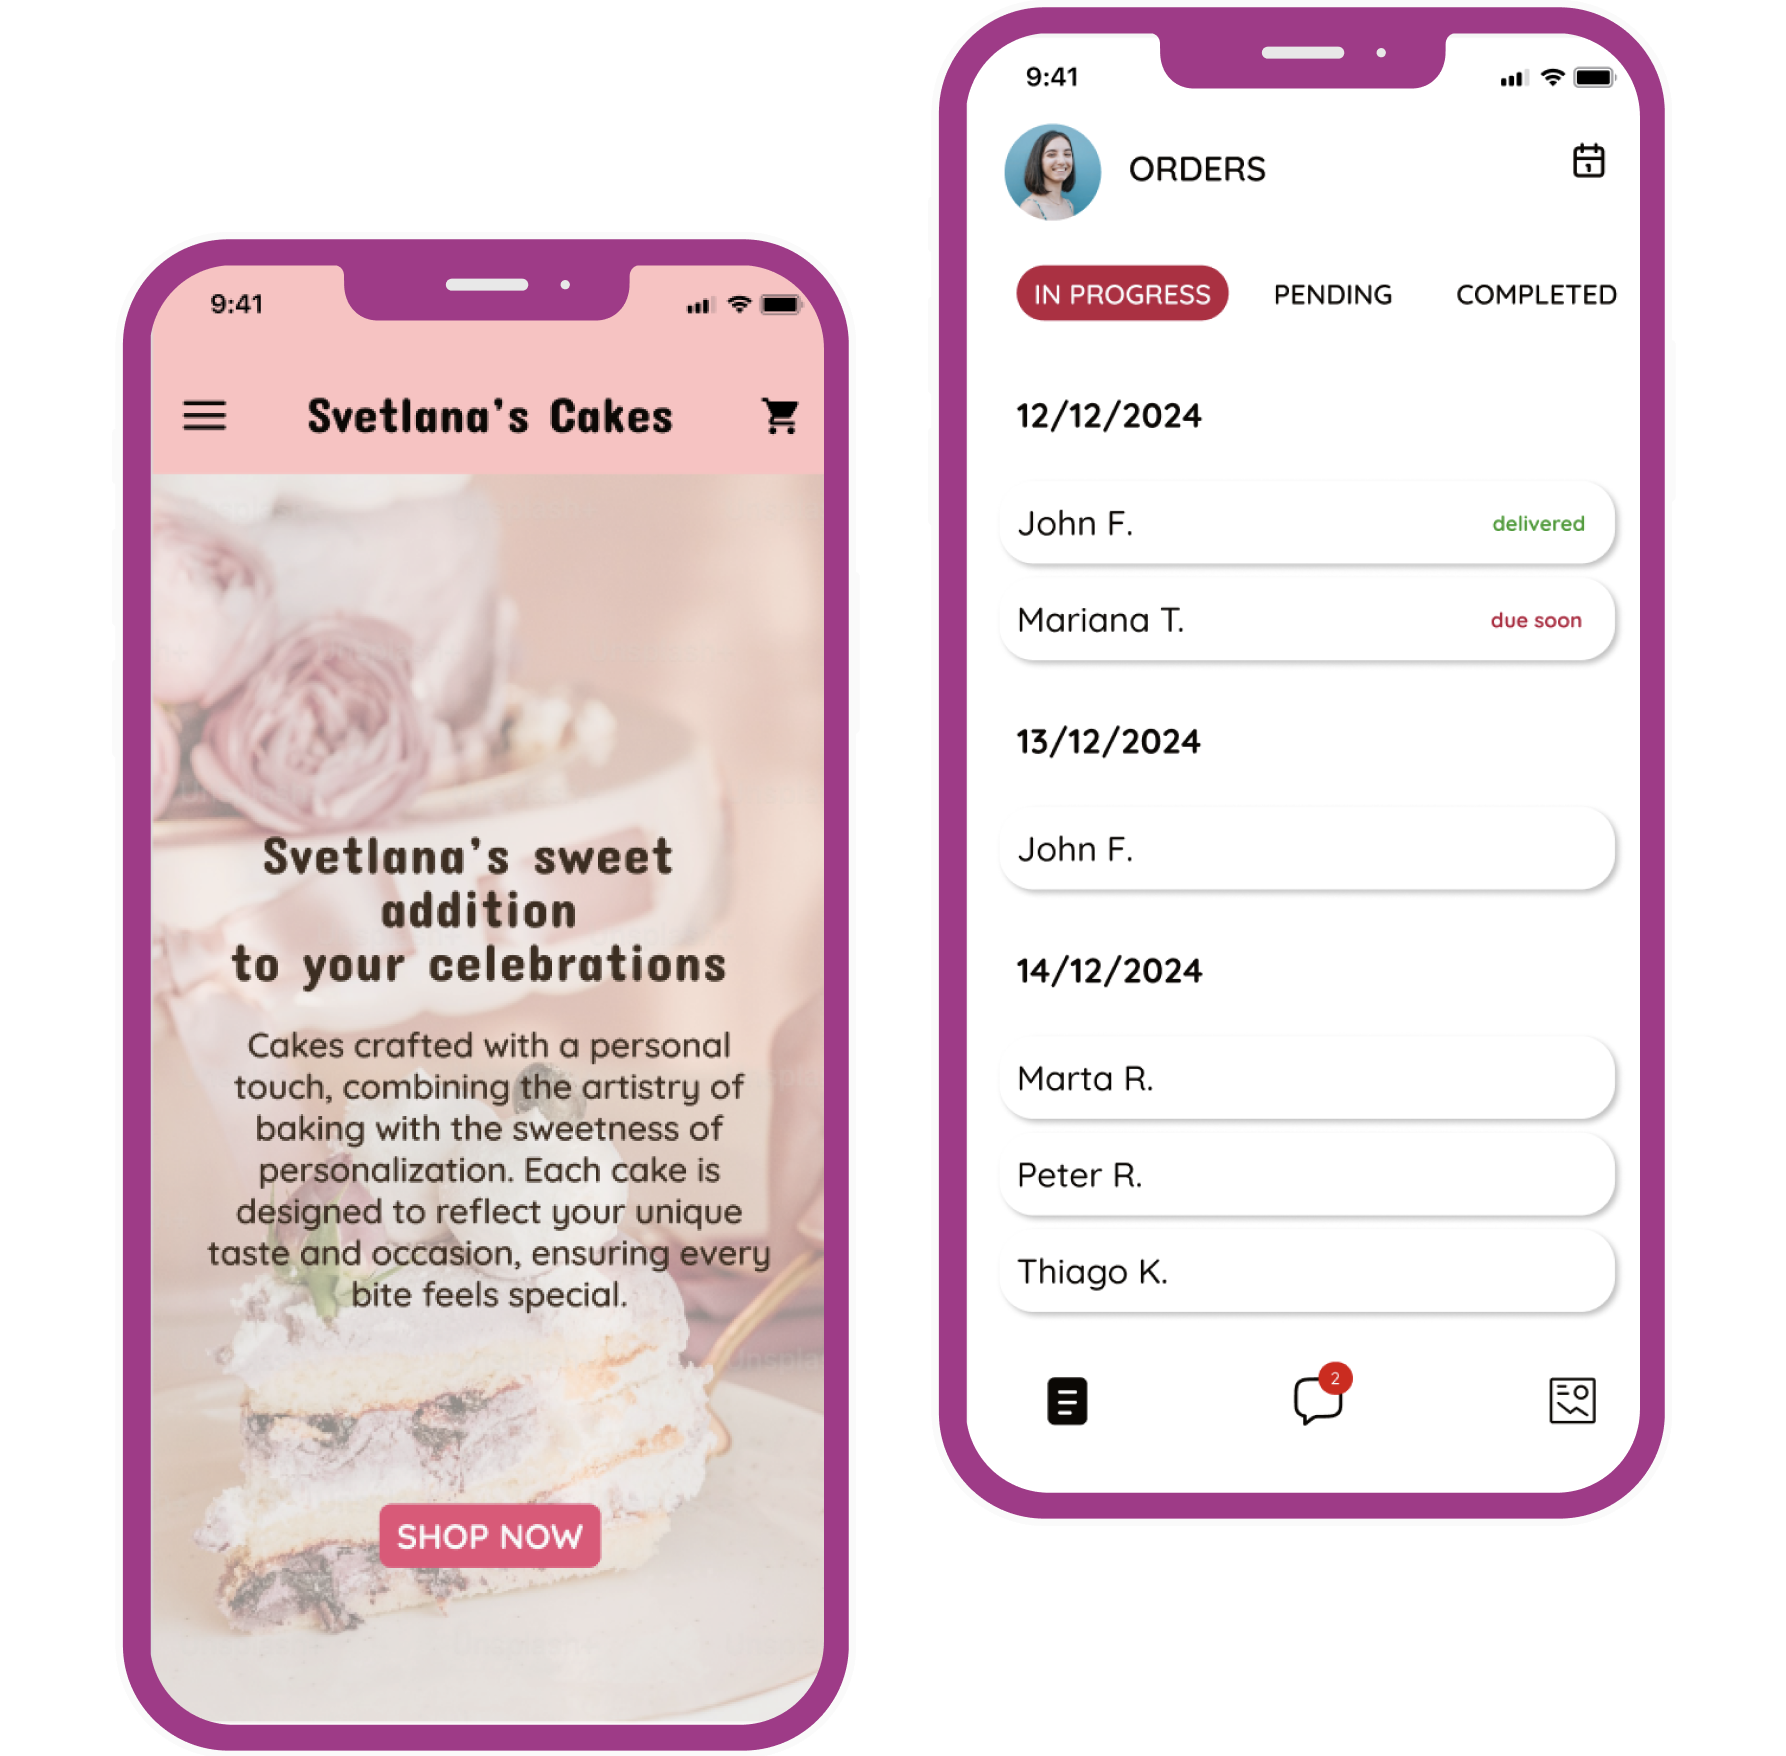 9:41
Svetlana's Cakes
Svetlana's sweet
addition
to your celebrations
Cakes crafted with a personal
touch, combining the artistry of
baking with the sweetness of
personalization. Each cake is
designed to reflect your unique
taste and occasion, ensuring every
bite feels special.
SHOP NOW
9:41
ORDERS
1
IN PROGRESS PENDING COMPLETED
12/12/2024
John F. delivered
Mariana T. due soon
13/12/2024
John F.
14/12/2024
Marta R.
Peter R.
Thiago K.
2